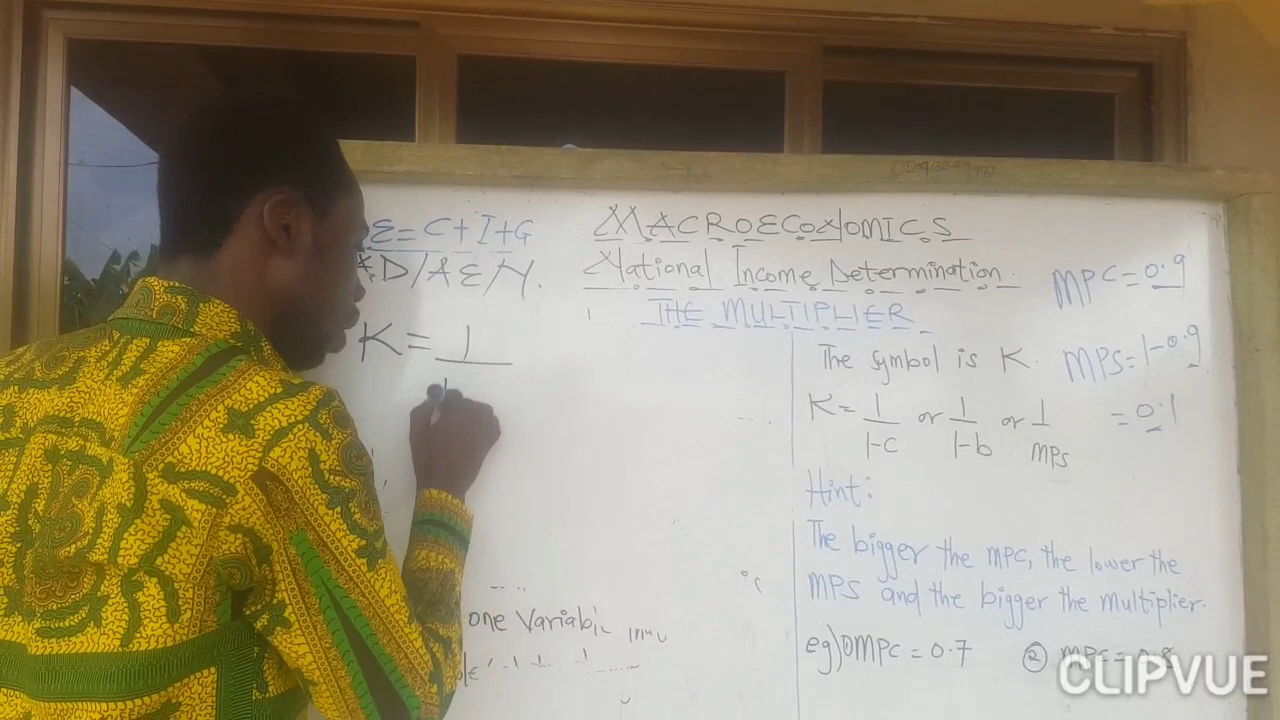 MACROECONOMICS
National Income Determination
THE MULTIPLIER
E = C + I + G
AD/AE/Y.
K = 1
MPC = 0.9
MPS = 1-0.9
= 0.1
The symbol is K.
K = 1/1-c or 1/1-b or 1/MPS
Hint:
The bigger the MPC, the lower the
MPS and the bigger the multiplier.
eg) ① MPC = 0.7 ② MPC = 0.8
one Variable
CLIPVUE